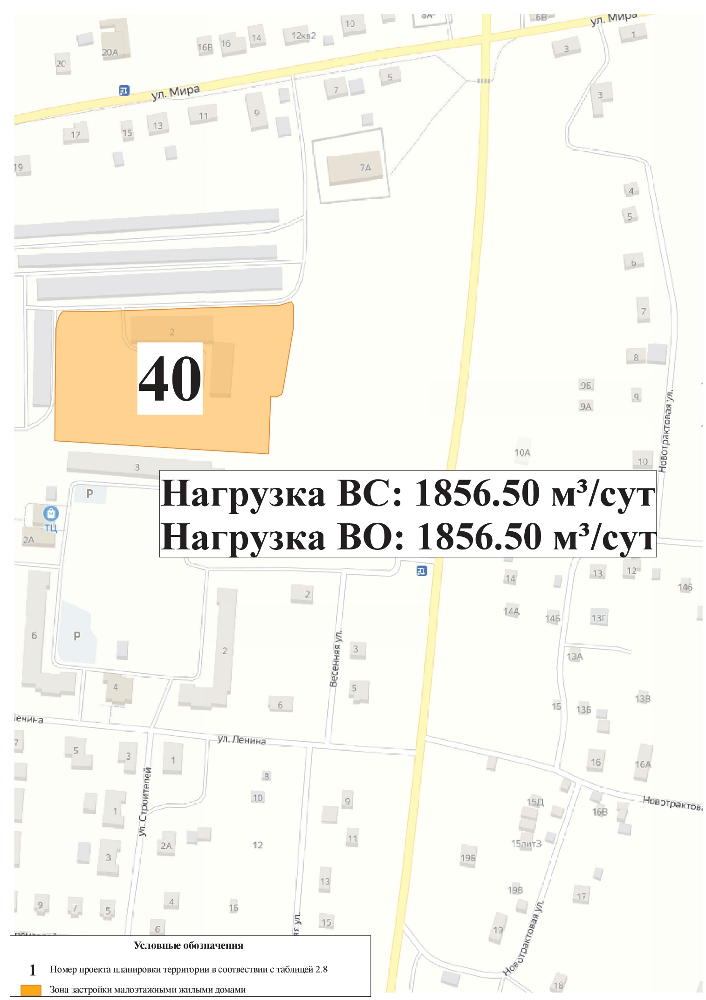 8А
6В
ул. Мира
10
1
12кв2
14
16
16В
20А
3
20
5
7
ул. Мира
3
9
11
13
15
17
19
7А
4
5
6
7
2
8
40
9Б
9
9А
Новотрактовая ул.
10А
10
3
Нагрузка ВС: 1856.50 м³/сут
Нагрузка ВО: 1856.50 м³/сут
P
ТЦ
2А
14
13
12
14б
2
14А
14Б
13Г
6
P
2
3
13А
Весенняя ул.
4
5
6
15
13Б
13В
Ленина
ул. Ленина
7
5
3
1
16
16А
8
ул. Строителей
10
9
1
15Д
16В
Новотрактова
2А
12
11
15лит3
3
19Б
13
19В
17
9
7
5
4
16
15
6
19
Новотрактовая ул.
яя ул.
18
Условные обозначения
1 Номер проекта планировки территории в соотвествии с таблицей 2.8
Зона застройки малоэтажными жилыми домами